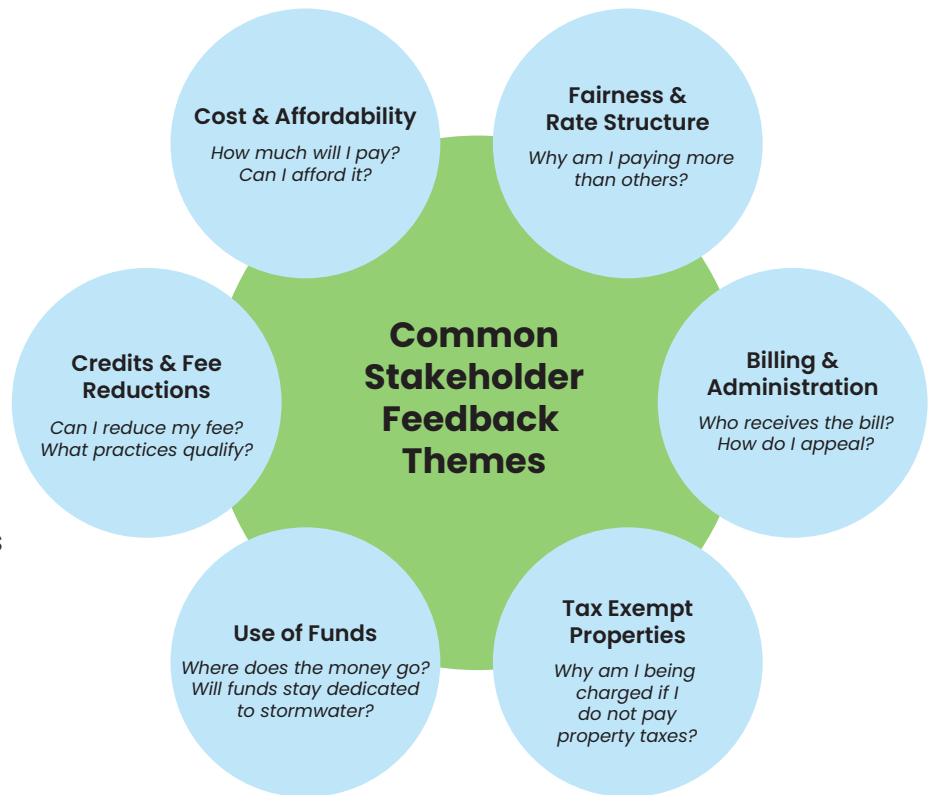 Cost & Affordability
How much will I pay?
Can I afford it?
Fairness &
Rate Structure
Why am I paying more
than others?
Common
Stakeholder
Feedback
Themes
Credits & Fee
Reductions
Can I reduce my fee?
What practices qualify?
Billing &
Administration
Who receives the bill?
How do I appeal?
s
Use of Funds
Where does the money go?
Will funds stay dedicated
to stormwater?
Tax Exempt
Properties
Why am I being
charged if I
do not pay
property taxes?